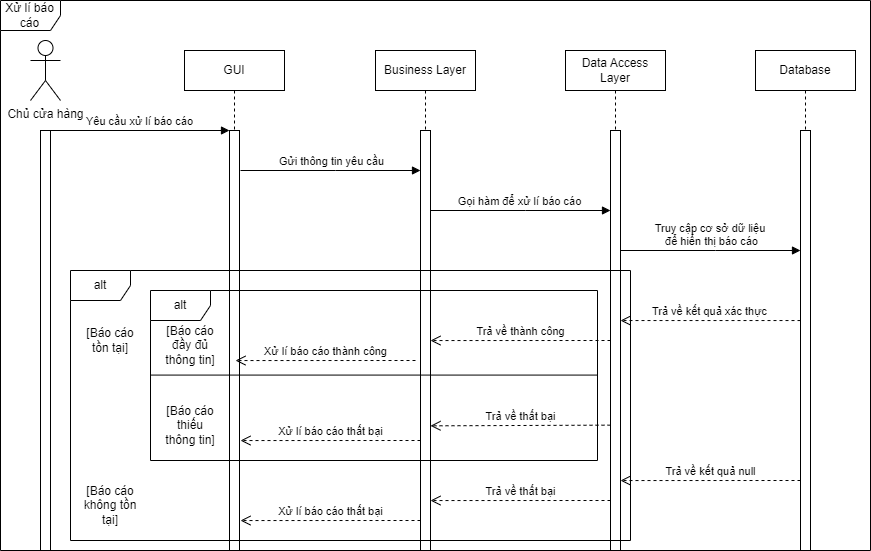 Xử lí báo
cáo
Chủ cửa hàng
GUI
Business Layer
Data Access
Layer
Database
Yêu cầu xử lí báo cáo
Gửi thông tin yêu cầu
Gọi hàm để xử lí báo cáo
Truy cập cơ sở dữ liệu
để hiển thị báo cáo
alt
alt
Trả về kết quả xác thực
[Báo cáo
tồn tại]
[Báo cáo
đầy đủ
thông tin]
Trả về thành công
Xử lí báo cáo thành công
[Báo cáo
thiếu
thông tin]
Trả về thất bại
Xử lí báo cáo thất bại
Trả về kết quả null
[Báo cáo
không tồn
tại]
Trả về thất bại
Xử lí báo cáo thất bại